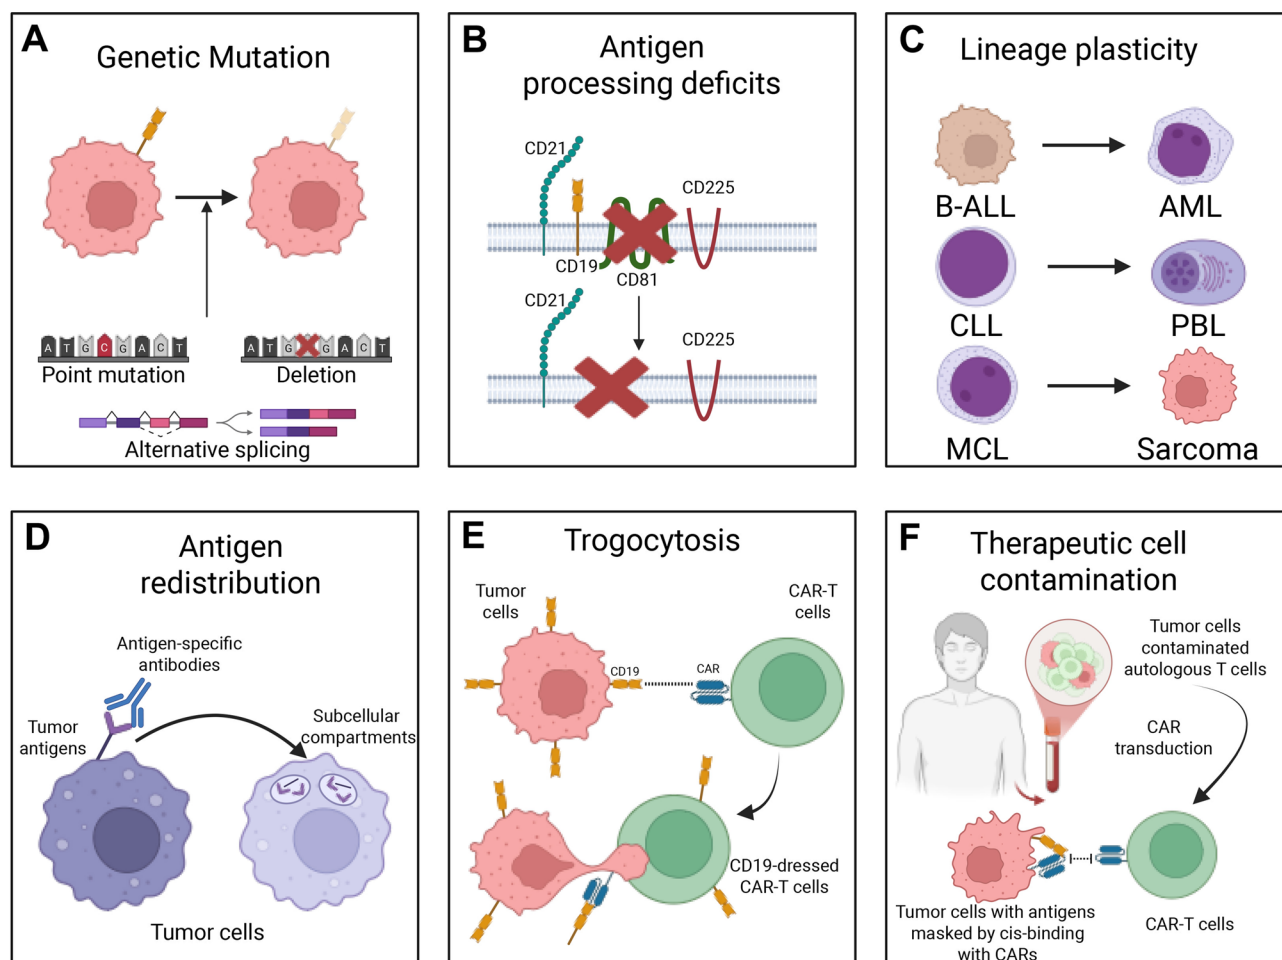 A
Genetic Mutation
A T G C G A C T
Point mutation
A T G G A C T
Deletion
Alternative splicing
B
Antigen
processing deficits
CD21
CD225
CD19
CD81
CD21
CD225
C
Lineage plasticity
B-ALL
AML
CLL
PBL
MCL
Sarcoma
D
Antigen
redistribution
Antigen-specific
antibodies
Tumor
antigens
Subcellular
compartments
Tumor cells
E
Trogocytosis
Tumor
cells
CAR-T
cells
CD19
CAR
CD19-dressed
CAR-T cells
F
Therapeutic cell
contamination
Tumor cells
contaminated
autologous T cells
CAR
transduction
Tumor cells with antigens
masked by cis-binding
with CARs
CAR-T cells